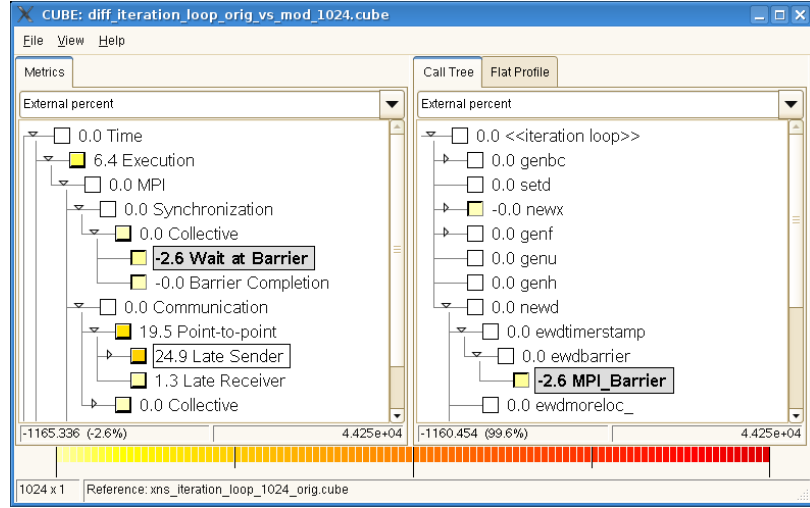 CUBE: diff_iteration_loop_orig_vs_mod_1024.cube
File View Help
Metrics
External percent
0.0 Time
6.4 Execution
0.0 MPI
0.0 Synchronization
0.0 Collective
-2.6 Wait at Barrier
-0.0 Barrier Completion
0.0 Communication
19.5 Point-to-point
24.9 Late Sender
1.3 Late Receiver
0.0 Collective
-1165.336 (-2.6%) 4.425e+04
Call Tree Flat Profile
External percent
0.0 <<iteration loop>>
0.0 genbc
0.0 setd
-0.0 newx
0.0 genf
0.0 genu
0.0 genh
0.0 newd
0.0 ewdtimerstamp
0.0 ewdbarrier
-2.6 MPI_Barrier
0.0 ewdmoreloc_
-1160.454 (99.6%) 4.425e+04
1024 x 1 Reference: xns_iteration_loop_1024_orig.cube